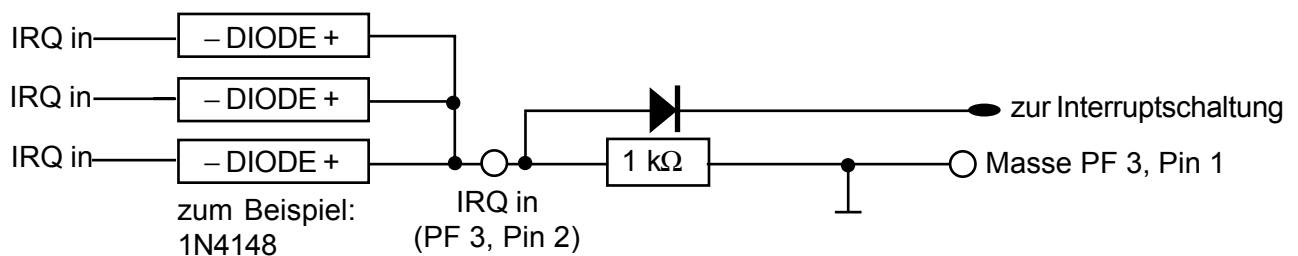 IRQ in
– DIODE +
IRQ in
– DIODE +
zur Interruptschaltung
IRQ in
– DIODE +
1 kΩ
Masse PF 3, Pin 1
zum Beispiel:
1N4148
IRQ in
(PF 3, Pin 2)